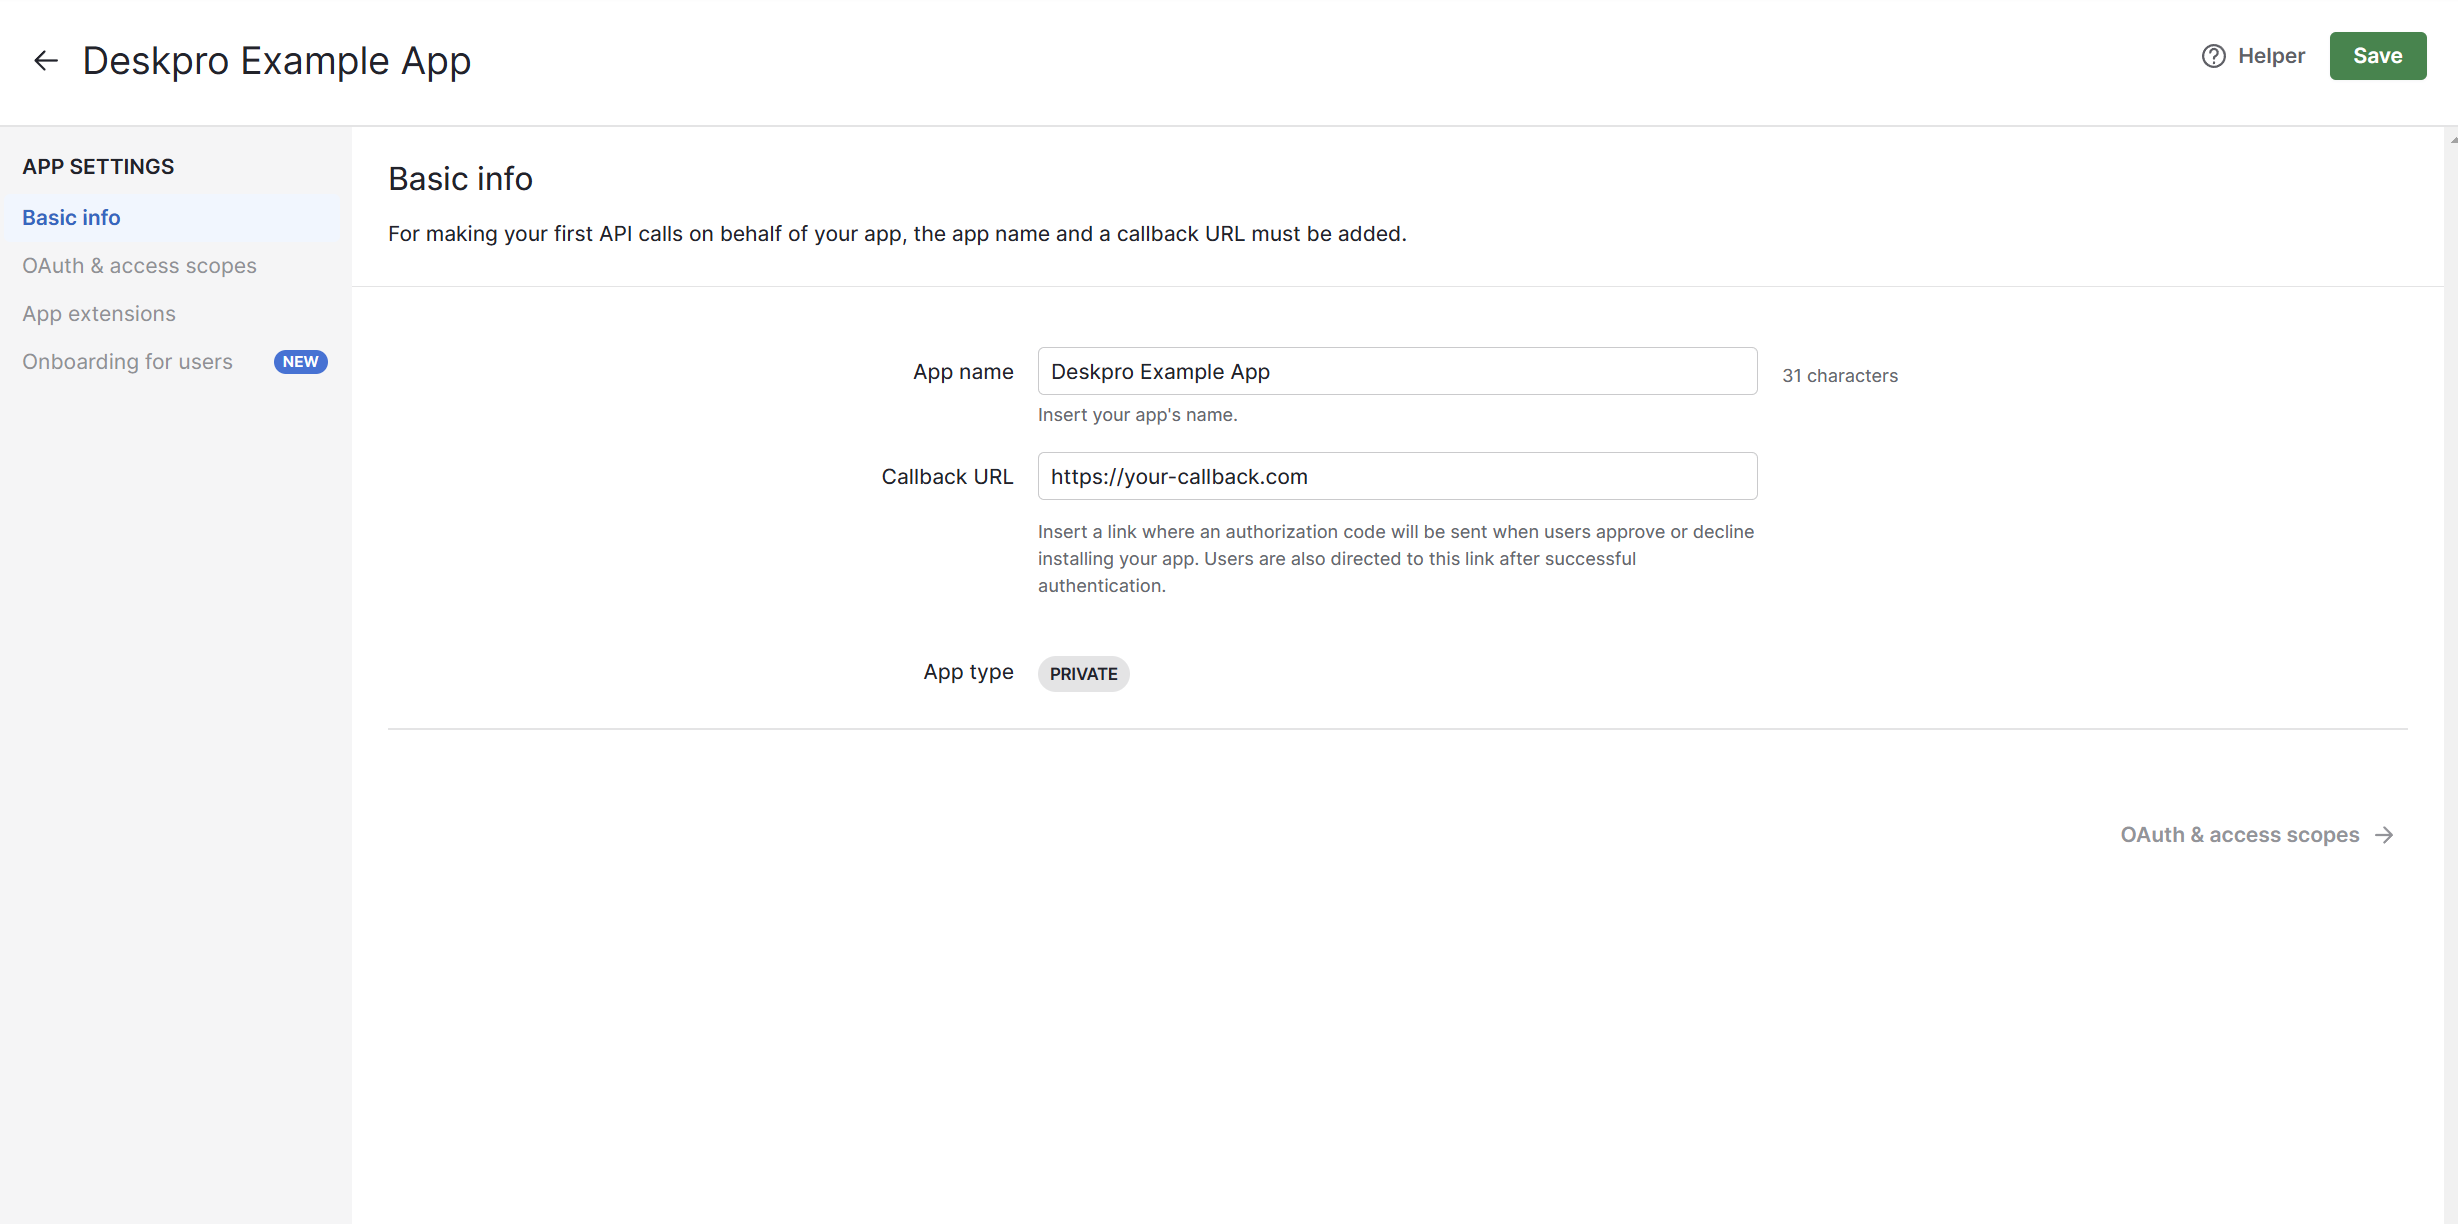 Deskpro Example App
Helper
Save
APP SETTINGS
Basic info
OAuth & access scopes
App extensions
Onboarding for users NEW
Basic info
For making your first API calls on behalf of your app, the app name and a callback URL must be added.
App name Deskpro Example App 31 characters
Insert your app's name.
Callback URL https://your-callback.com
Insert a link where an authorization code will be sent when users approve or decline
installing your app. Users are also directed to this link after successful
authentication.
App type PRIVATE
OAuth & access scopes